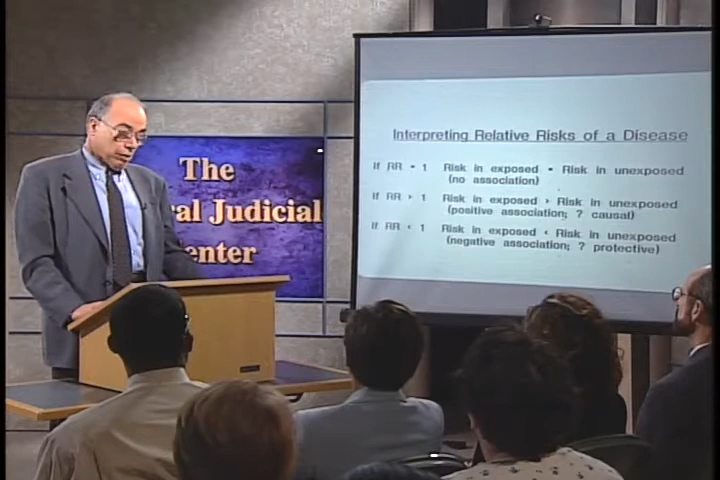 The
ral Judicial
enter
Interpreting Relative Risks of a Disease
If RR = 1 Risk in exposed = Risk in unexposed
(no association)
If RR > 1 Risk in exposed > Risk in unexposed
(positive association; ? causal)
If RR < 1 Risk in exposed < Risk in unexposed
(negative association; ? protective)